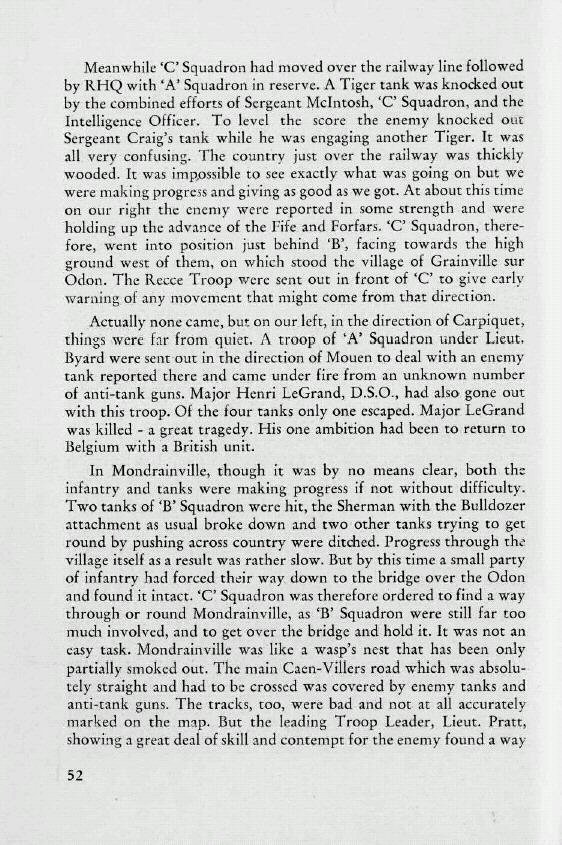 Meanwhile ‘C’ Squadron had moved over the railway line followed
by RHQ with ‘A’ Squadron in reserve. A Tiger tank was knocked out
by the combined efforts of Sergeant McIntosh, ‘C’ Squadron, and the
Intelligence Officer. To level the score the enemy knocked out
Sergeant Craig’s tank while he was engaging another Tiger. It was
all very confusing. The country just over the railway was thickly
wooded. It was impossible to see exactly what was going on but we
were making progress and giving as good as we got. At about this time
on our right the enemy were reported in some strength and were
holding up the advance of the Fife and Forfars. ‘C’ Squadron, there-
fore, went into position just behind ‘B’, facing towards the high
ground west of them, on which stood the village of Grainville sur
Odon. The Recce Troop were sent out in front of ‘C’ to give early
warning of any movement that might come from that direction.
Actually none came, but on our left, in the direction of Carpiquet,
things were far from quiet. A troop of ‘A’ Squadron under Lieut.
Byard were sent out in the direction of Mouen to deal with an enemy
tank reported there and came under fire from an unknown number
of anti-tank guns. Major Henri LeGrand, D.S.O., had also gone out
with this troop. Of the four tanks only one escaped. Major LeGrand
was killed - a great tragedy. His one ambition had been to return to
Belgium with a British unit.
In Mondrainville, though it was by no means clear, both the
infantry and tanks were making progress if not without difficulty.
Two tanks of ‘B’ Squadron were hit, the Sherman with the Bulldozer
attachment as usual broke down and two other tanks trying to get
round by pushing across country were ditched. Progress through the
village itself as a result was rather slow. But by this time a small party
of infantry had forced their way down to the bridge over the Odon
and found it intact. ‘C’ Squadron was therefore ordered to find a way
through or round Mondrainville, as ‘B’ Squadron were still far too
much involved, and to get over the bridge and hold it. It was not an
easy task. Mondrainville was like a wasp’s nest that has been only
partially smoked out. The main Caen-Villers road which was absolu-
tely straight and had to be crossed was covered by enemy tanks and
anti-tank guns. The tracks, too, were bad and not at all accurately
marked on the map. But the leading Troop Leader, Lieut. Pratt,
showing a great deal of skill and contempt for the enemy found a way
52